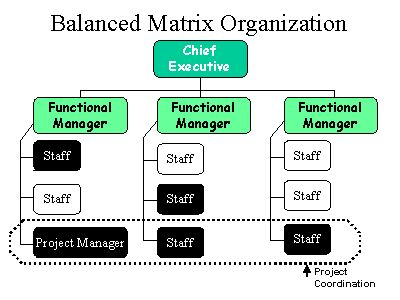 Balanced Matrix Organization
Chief
Executive
Functional
Manager
Functional
Manager
Functional
Manager
Staff
Staff
Staff
Staff
Staff
Staff
Project Manager
Staff
Staff
Project
Coordination